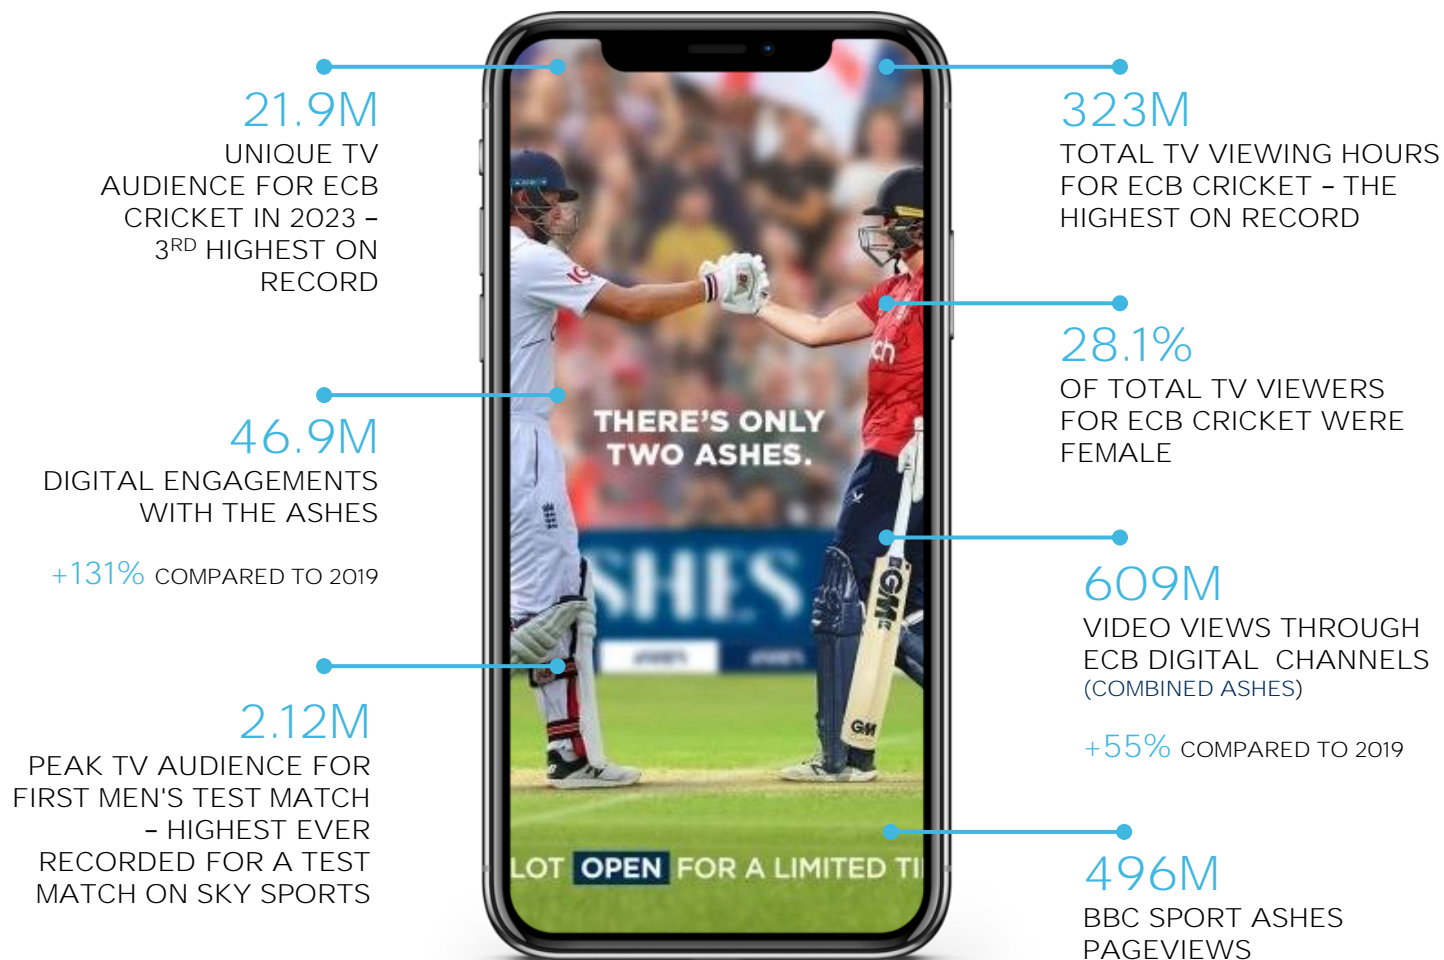 21.9M
UNIQUE TV
AUDIENCE FOR ECB
CRICKET IN 2023 –
3RD HIGHEST ON
RECORD
46.9M
DIGITAL ENGAGEMENTS
WITH THE ASHES
+131% COMPARED TO 2019
2.12M
PEAK TV AUDIENCE FOR
FIRST MEN'S TEST MATCH
– HIGHEST EVER
RECORDED FOR A TEST
MATCH ON SKY SPORTS
THERE'S ONLY
TWO ASHES.
SHES
GM
GM
LOT OPEN FOR A LIMITED TI
323M
TOTAL TV VIEWING HOURS
FOR ECB CRICKET – THE
HIGHEST ON RECORD
28.1%
OF TOTAL TV VIEWERS
FOR ECB CRICKET WERE
FEMALE
609M
VIDEO VIEWS THROUGH
ECB DIGITAL CHANNELS
(COMBINED ASHES)
+55% COMPARED TO 2019
496M
BBC SPORT ASHES
PAGEVIEWS